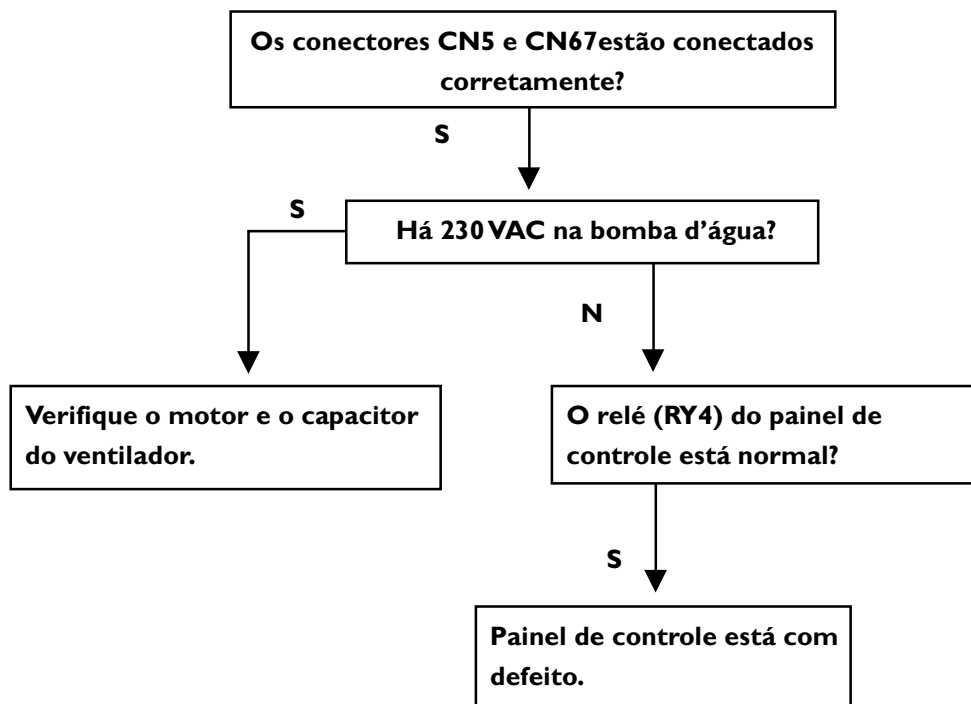 Os conectores CN5 e CN67estão conectados
corretamente?
S
S
Há 230 VAC na bomba d’água?
N
Verifique o motor e o capacitor
do ventilador.
O relé (RY4) do painel de
controle está normal?
S
Painel de controle está com
defeito.